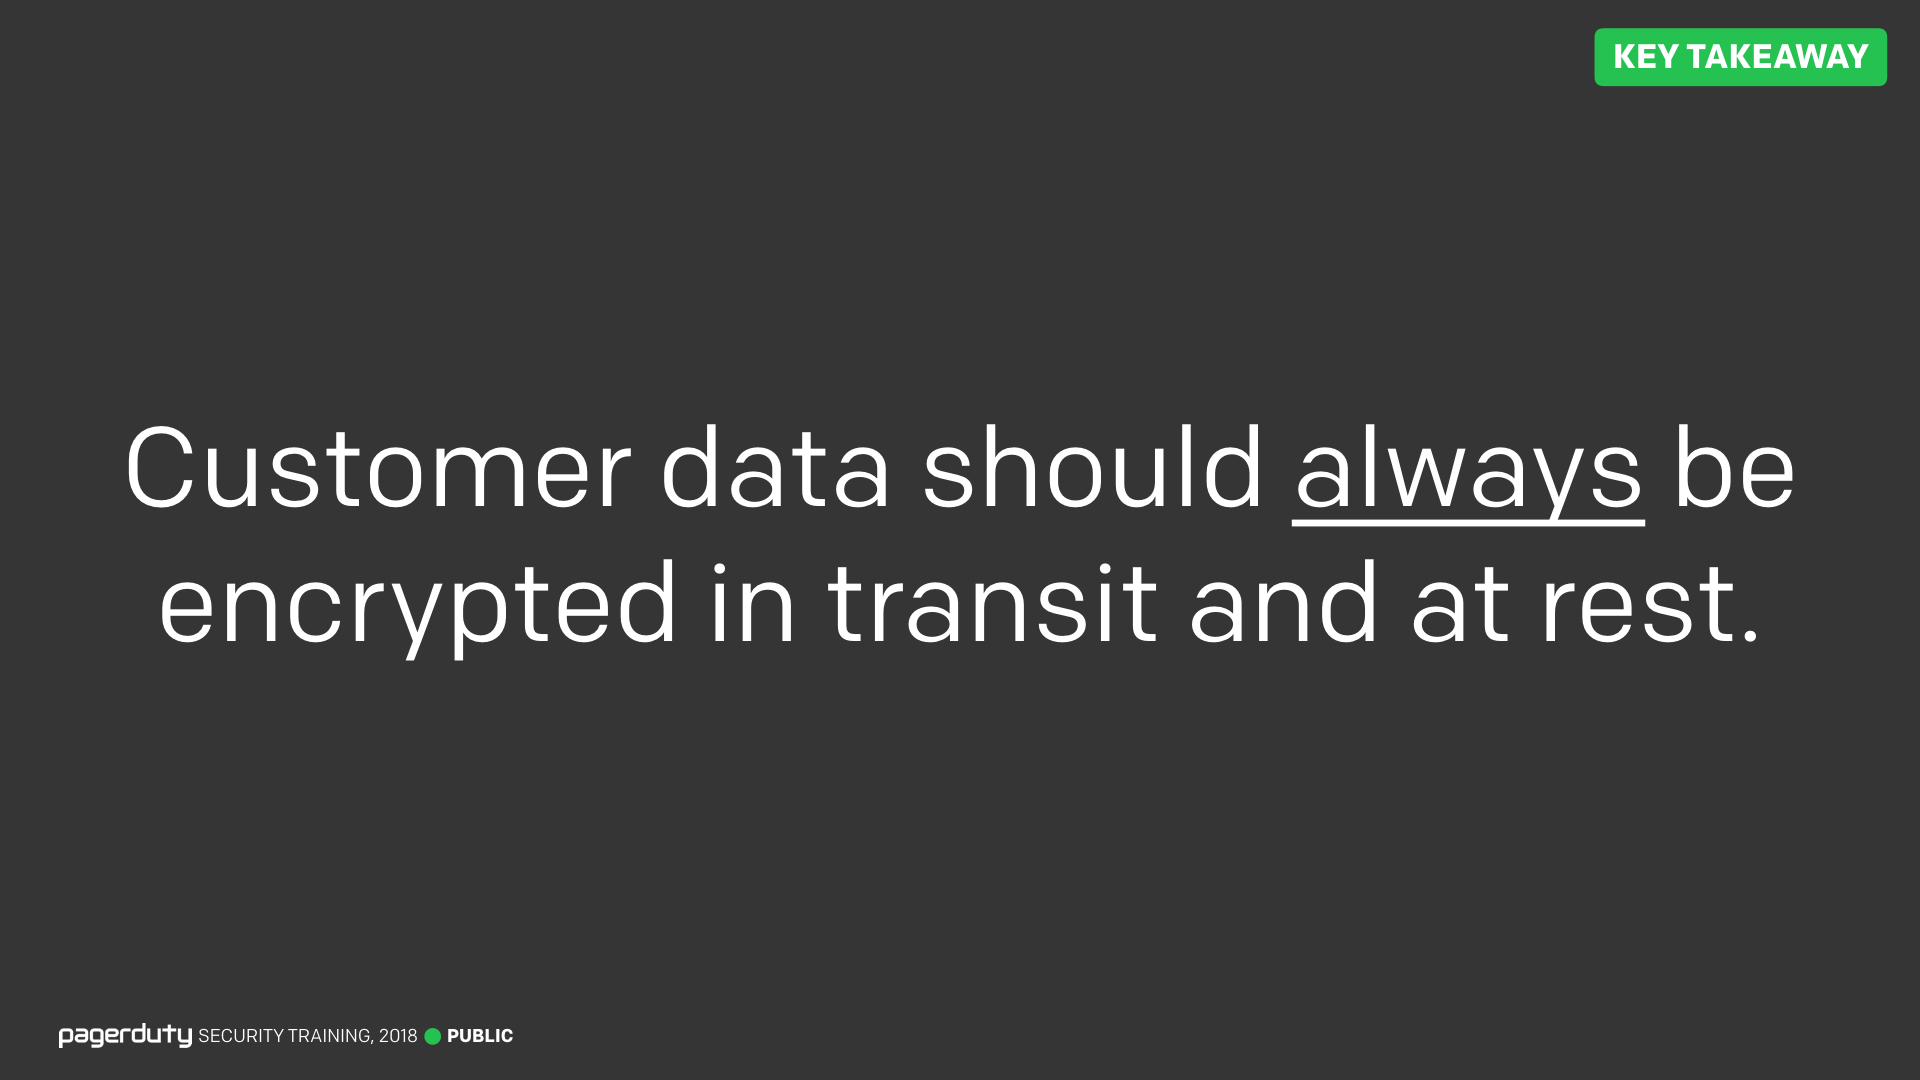 KEY TAKEAWAY
Customer data should always be
encrypted in transit and at rest.
pagerduty SECURITY TRAINING, 2018 PUBLIC